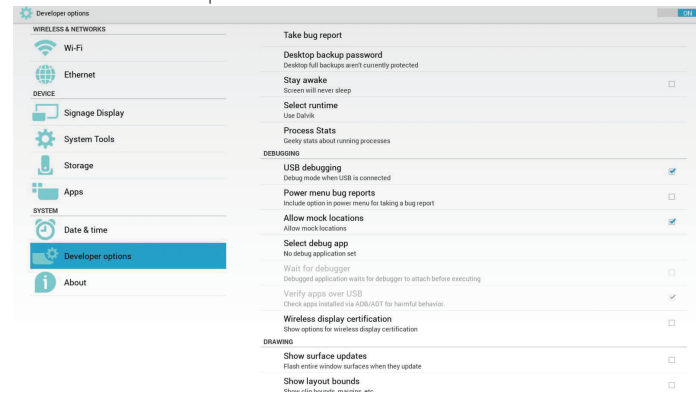 Developer options
ON
WIRELESS & NETWORKS
Wi-Fi
Ethernet
DEVICE
Signage Display
System Tools
Storage
Apps
SYSTEM
Date & time
Developer options
About
Take bug report
Desktop backup password
Desktop full backups aren't currently protected
Stay awake
Screen will never sleep
Select runtime
Use Dalvik
Process Stats
Geeky stats about running processes
DEBUGGING
USB debugging
Debug mode when USB is connected
Power menu bug reports
Include option in power menu for taking a bug report
Allow mock locations
Allow mock locations
Select debug app
No debug application set
Wait for debugger
Debugged application waits for debugger to attach before executing
Verify apps over USB
Check apps installed via ADB/ADT for harmful behavior.
Wireless display certification
Show options for wireless display certification
DRAWING
Show surface updates
Flash entire window surfaces when they update
Show layout bounds
Show clip bounds, margins, etc.